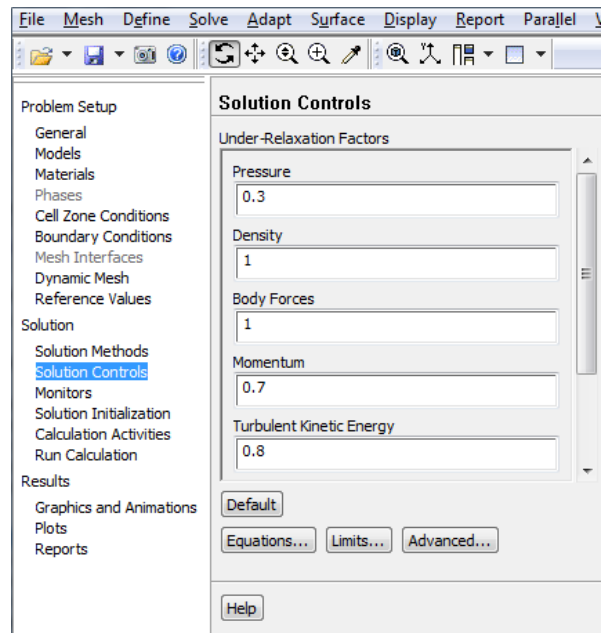 File Mesh Define Solve Adapt Surface Display Report Parallel
Problem Setup
General
Models
Materials
Phases
Cell Zone Conditions
Boundary Conditions
Mesh Interfaces
Dynamic Mesh
Reference Values
Solution
Solution Methods
Solution Controls
Monitors
Solution Initialization
Calculation Activities
Run Calculation
Results
Graphics and Animations
Plots
Reports
Solution Controls
Under-Relaxation Factors
Pressure
0.3
Density
1
Body Forces
1
Momentum
0.7
Turbulent Kinetic Energy
0.8
Default
Equations... Limits... Advanced...
Help